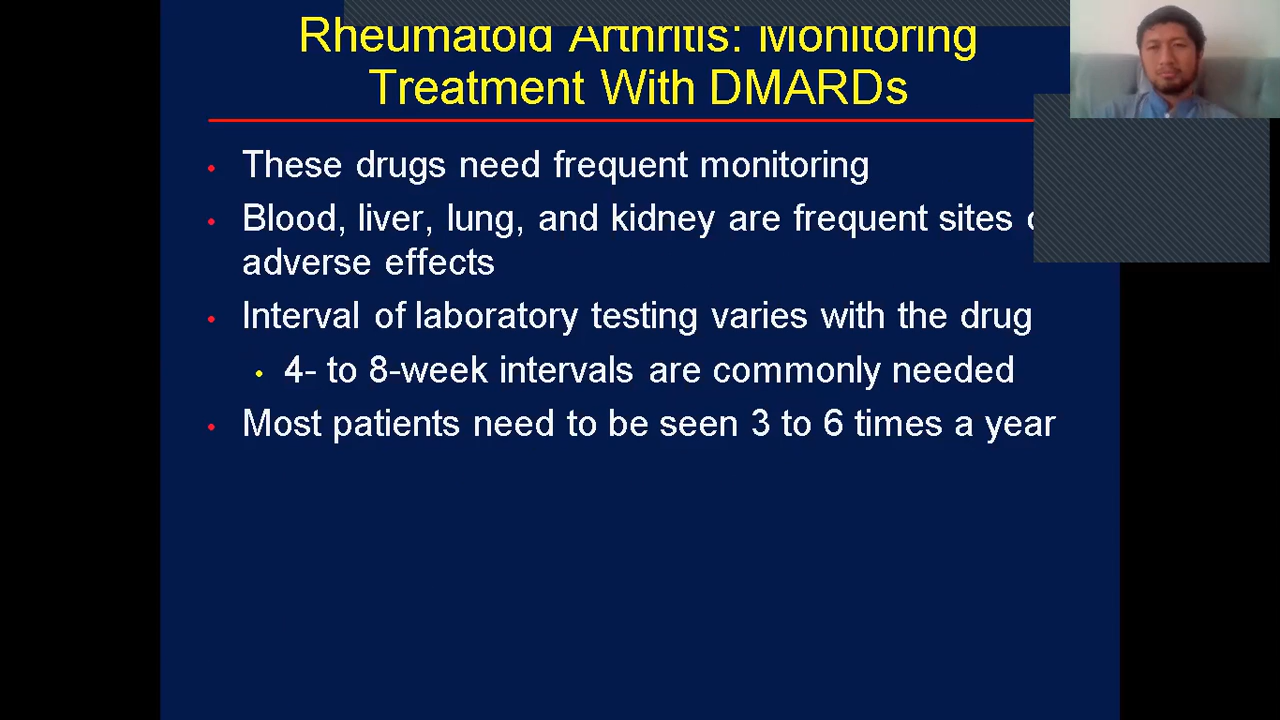 Rheumatoid Arthritis: Monitoring
Treatment With DMARDs
• These drugs need frequent monitoring
• Blood, liver, lung, and kidney are frequent sites
adverse effects
• Interval of laboratory testing varies with the drug
• 4- to 8-week intervals are commonly needed
• Most patients need to be seen 3 to 6 times a year